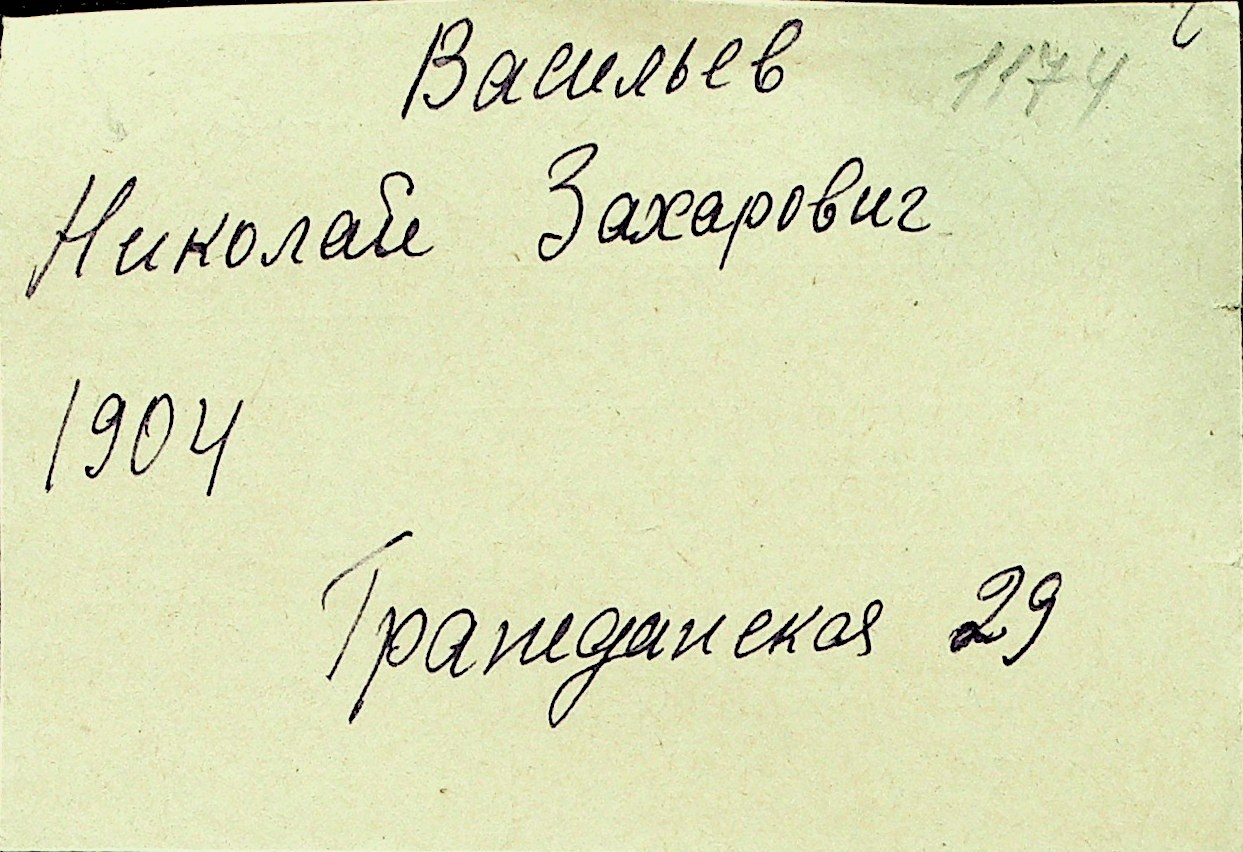 Васильев 1174
Николай Захарович
1904
Гражданская 29